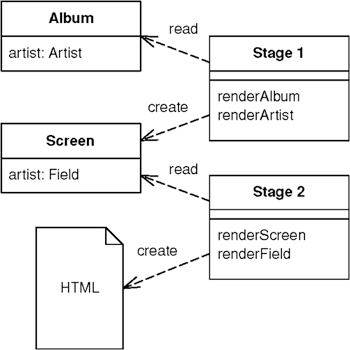 Album
artist: Artist
read
Stage 1
renderAlbum
renderArtist
create
Screen
artist: Field
read
Stage 2
renderScreen
renderField
create
HTML